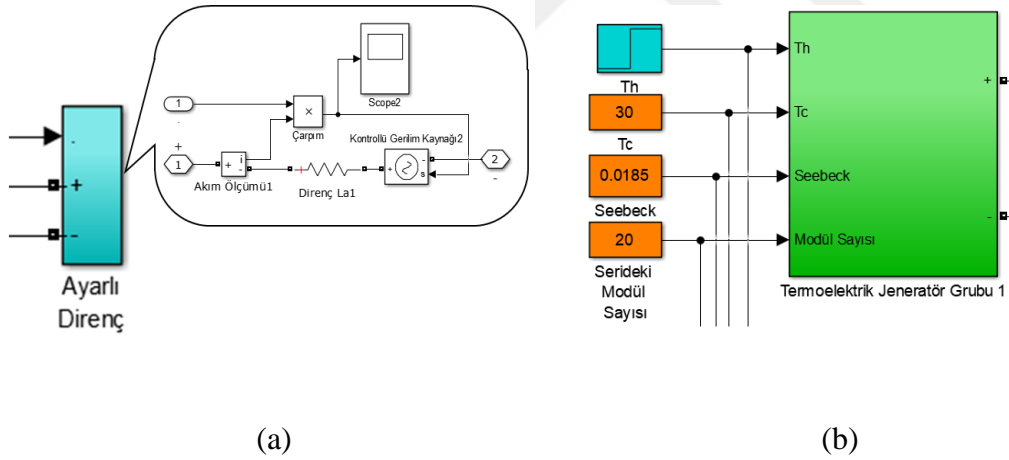 Scope2
1
×
Çarpım
Kontrollü Gerilim Kaynağı2
+
1
+
i
-
+
+
-
s
2
-
Akım Ölçümü1
Direnç La1
-
+
-
Ayarlı
Direnç
(a)
Th
30
Tc
0.0185
Seebeck
20
Serideki
Modül
Sayısı
Th
Tc
Seebeck
Modül Sayısı
+
-
Termoelektrik Jeneratör Grubu 1
(b)